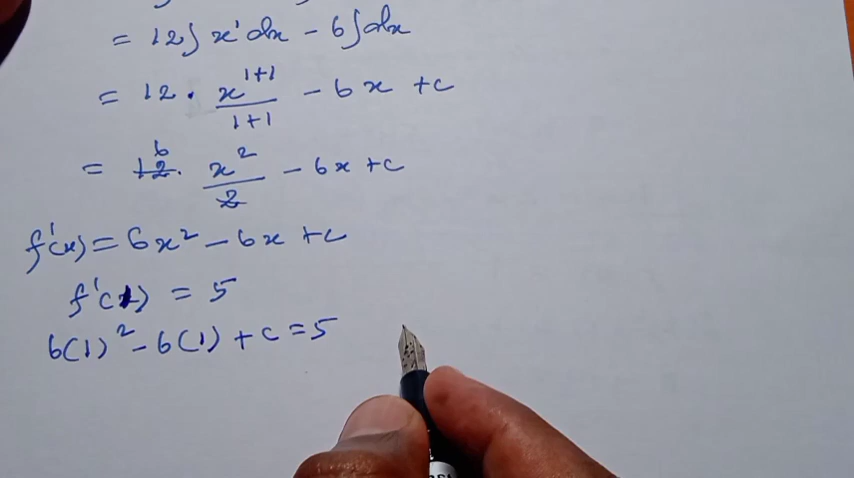 = 12∫x¹dx - 6∫dx
= 12 · x^(1+1)/(1+1) - 6x + c
= 12 6 · x²/2 - 6x + c
f'(x) = 6x² - 6x + c
f'(1) = 5
6(1)² - 6(1) + c = 5